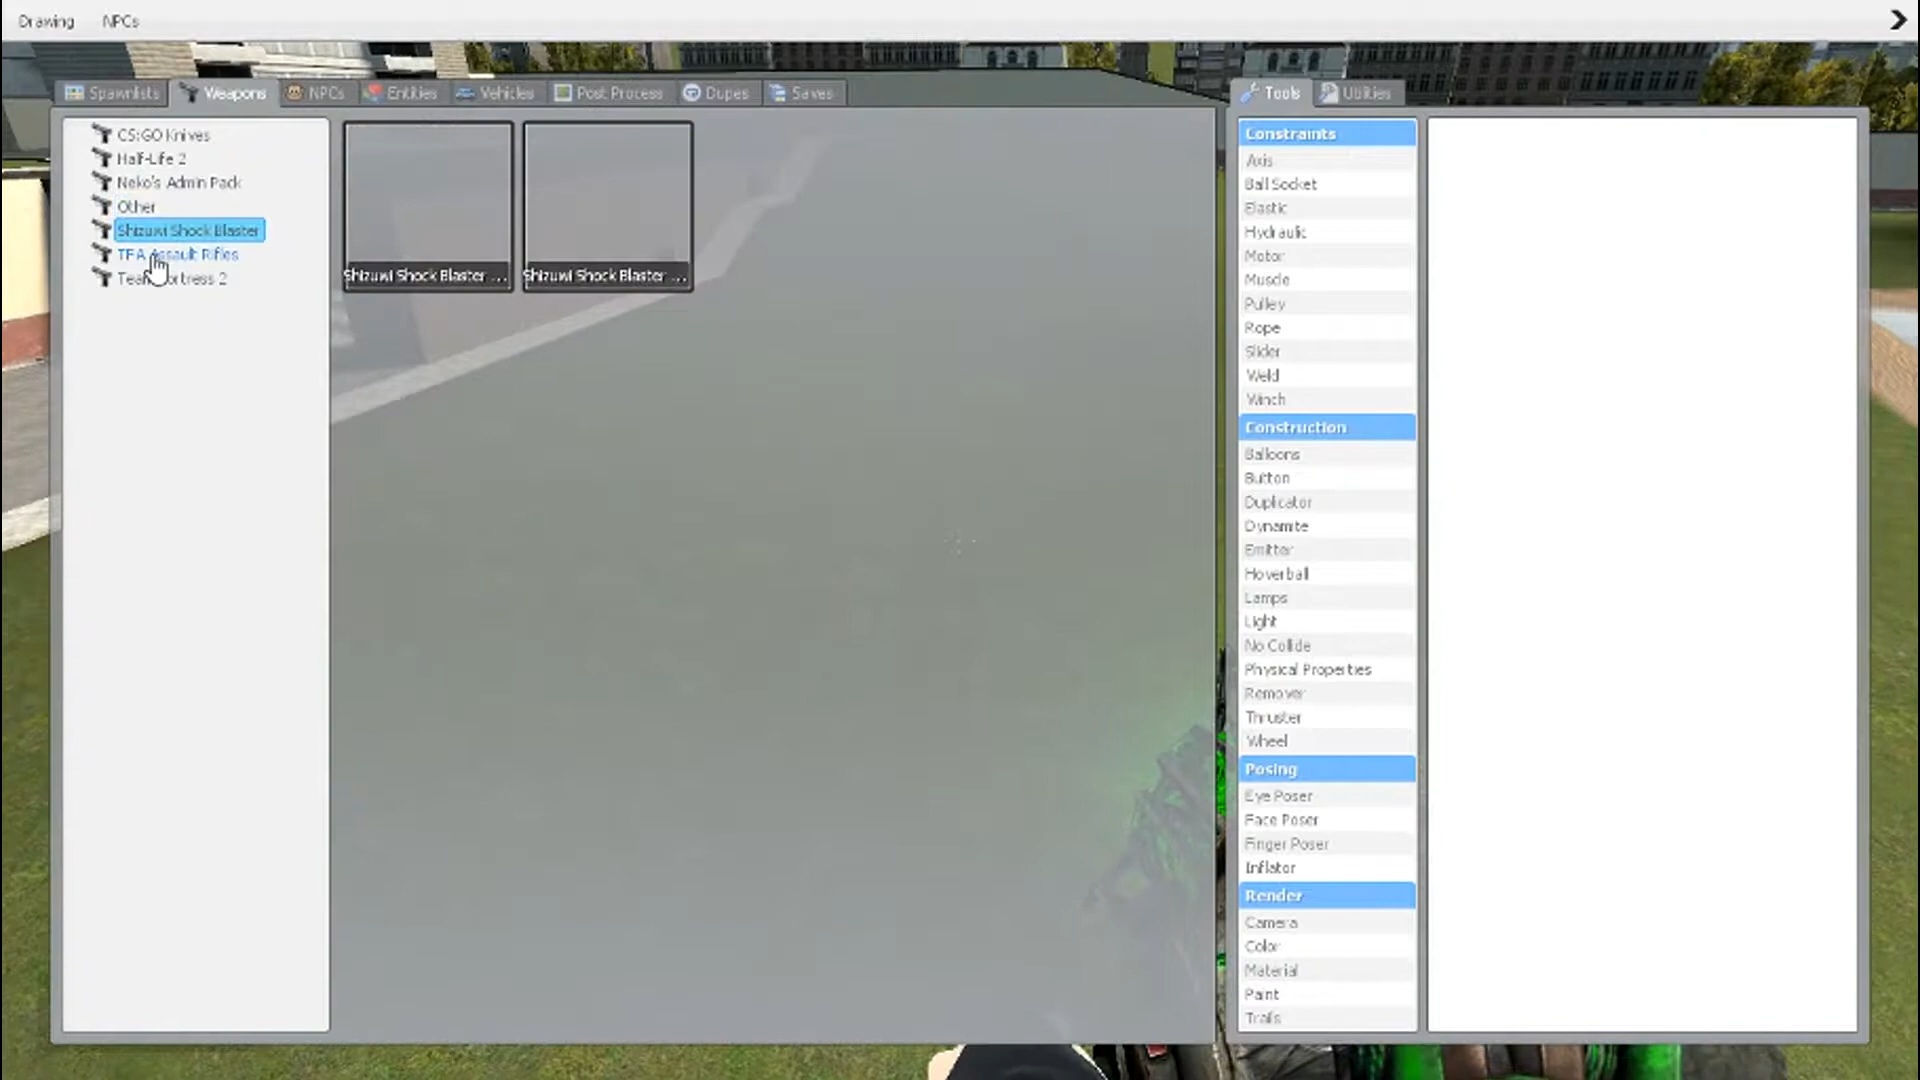 Drawing NPCs
Spawnlists Weapons NPCs Entities Vehicles Post Process Dupes Saves
CS:GO Knives
Half-Life 2
Neko's Admin Pack
Other
Shizuwi Shock Blaster
TFA Assault Rifles
Team Fortress 2
Shizuwi Shock Blaster ...
Shizuwi Shock Blaster ...
Tools Utilities
Constraints
Axis
Ball Socket
Elastic
Hydraulic
Motor
Muscle
Pulley
Rope
Slider
Weld
Winch
Construction
Balloons
Button
Duplicator
Dynamite
Emitter
Hoverball
Lamps
Light
No Collide
Physical Properties
Remover
Thruster
Wheel
Posing
Eye Poser
Face Poser
Finger Poser
Inflator
Render
Camera
Color
Material
Paint
Trails